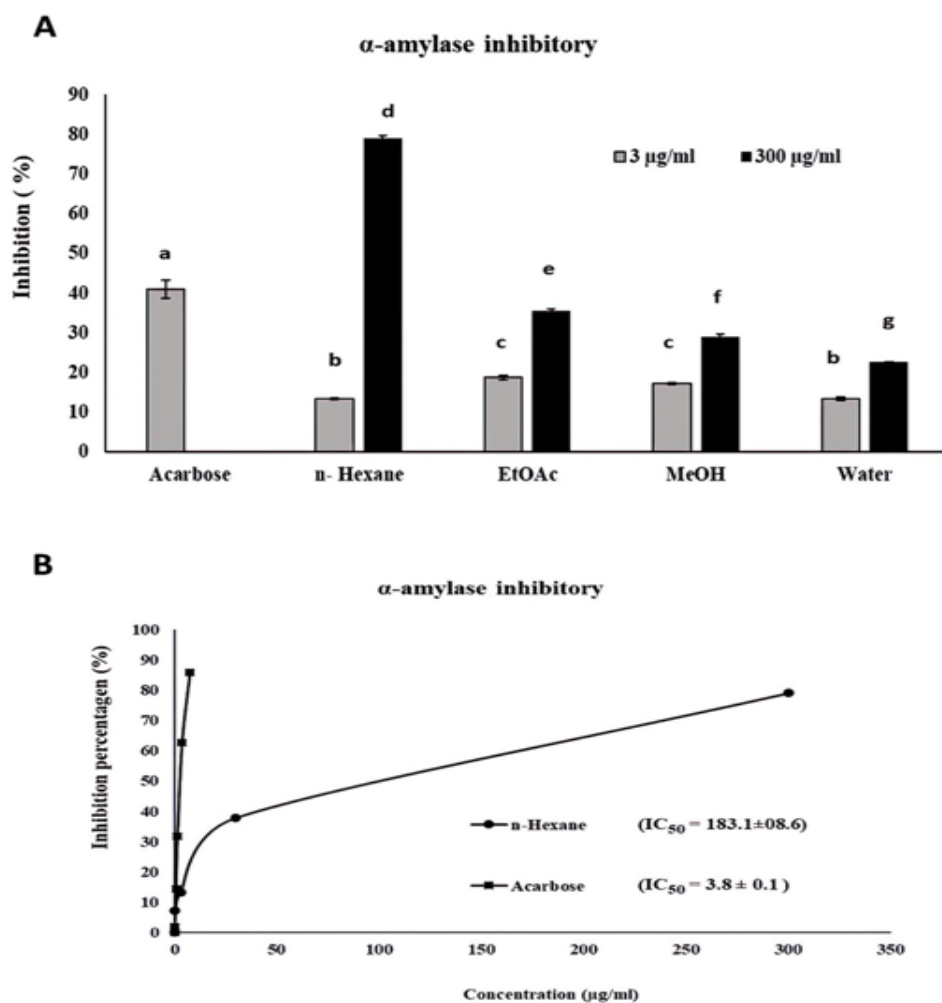 A
α-amylase inhibitory
Inhibition ( %)
90
80
70
60
50
40
30
20
10
0
3 μg/ml 300 μg/ml
a
b
d
c
e
c
f
b
g
Acarbose n- Hexane EtOAc MeOH Water
B
α-amylase inhibitory
Inhibition percentagen (%)
100
90
80
70
60
50
40
30
20
10
0
n-Hexane (IC50 = 183.1±08.6)
Acarbose (IC50 = 3.8 ± 0.1 )
0 50 100 150 200 250 300 350
Concentration (μg/ml)